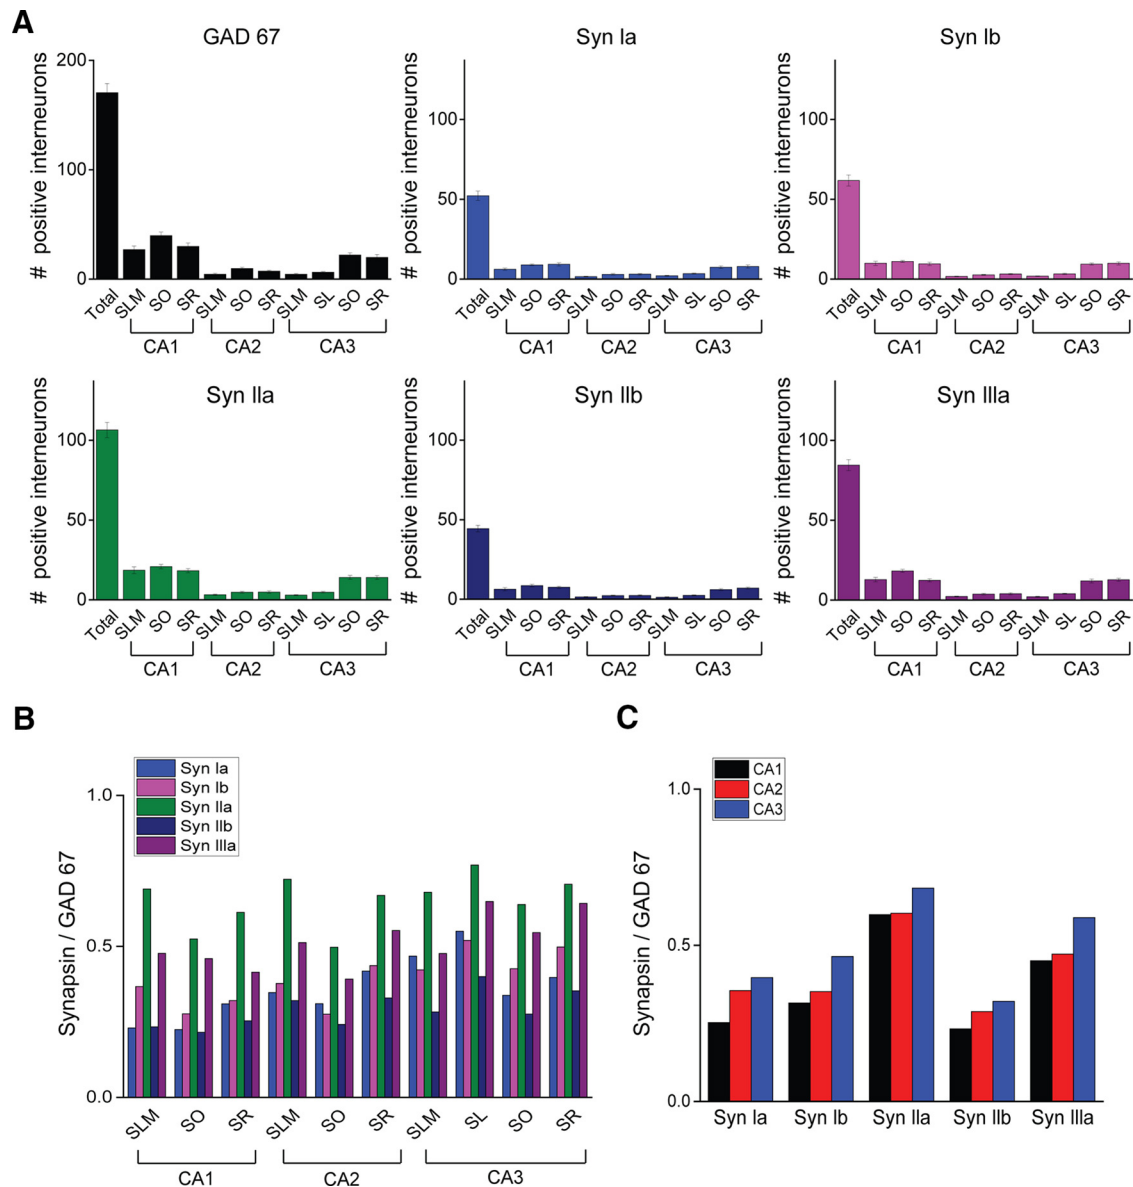 A
GAD 67
Syn Ia
Syn Ib
# positive interneurons
200
100
0
Total SLM SO SR SLM SO SR SLM SL SO SR
CA1 CA2 CA3
# positive interneurons
100
50
0
Total SLM SO SR SLM SO SR SLM SL SO SR
CA1 CA2 CA3
# positive interneurons
100
50
0
Total SLM SO SR SLM SO SR SLM SL SO SR
CA1 CA2 CA3
Syn IIa
Syn IIb
Syn IIIa
# positive interneurons
100
50
0
Total SLM SO SR SLM SO SR SLM SL SO SR
CA1 CA2 CA3
# positive interneurons
100
50
0
Total SLM SO SR SLM SO SR SLM SL SO SR
CA1 CA2 CA3
# positive interneurons
100
50
0
Total SLM SO SR SLM SO SR SLM SL SO SR
CA1 CA2 CA3
B
Syn Ia
Syn Ib
Syn IIa
Syn IIb
Syn IIIa
Synapsin / GAD 67
1.0
0.5
0.0
SLM SO SR SLM SO SR SLM SL SO SR
CA1 CA2 CA3
C
CA1
CA2
CA3
Synapsin / GAD 67
1.0
0.5
0.0
Syn Ia Syn Ib Syn IIa Syn IIb Syn IIIa